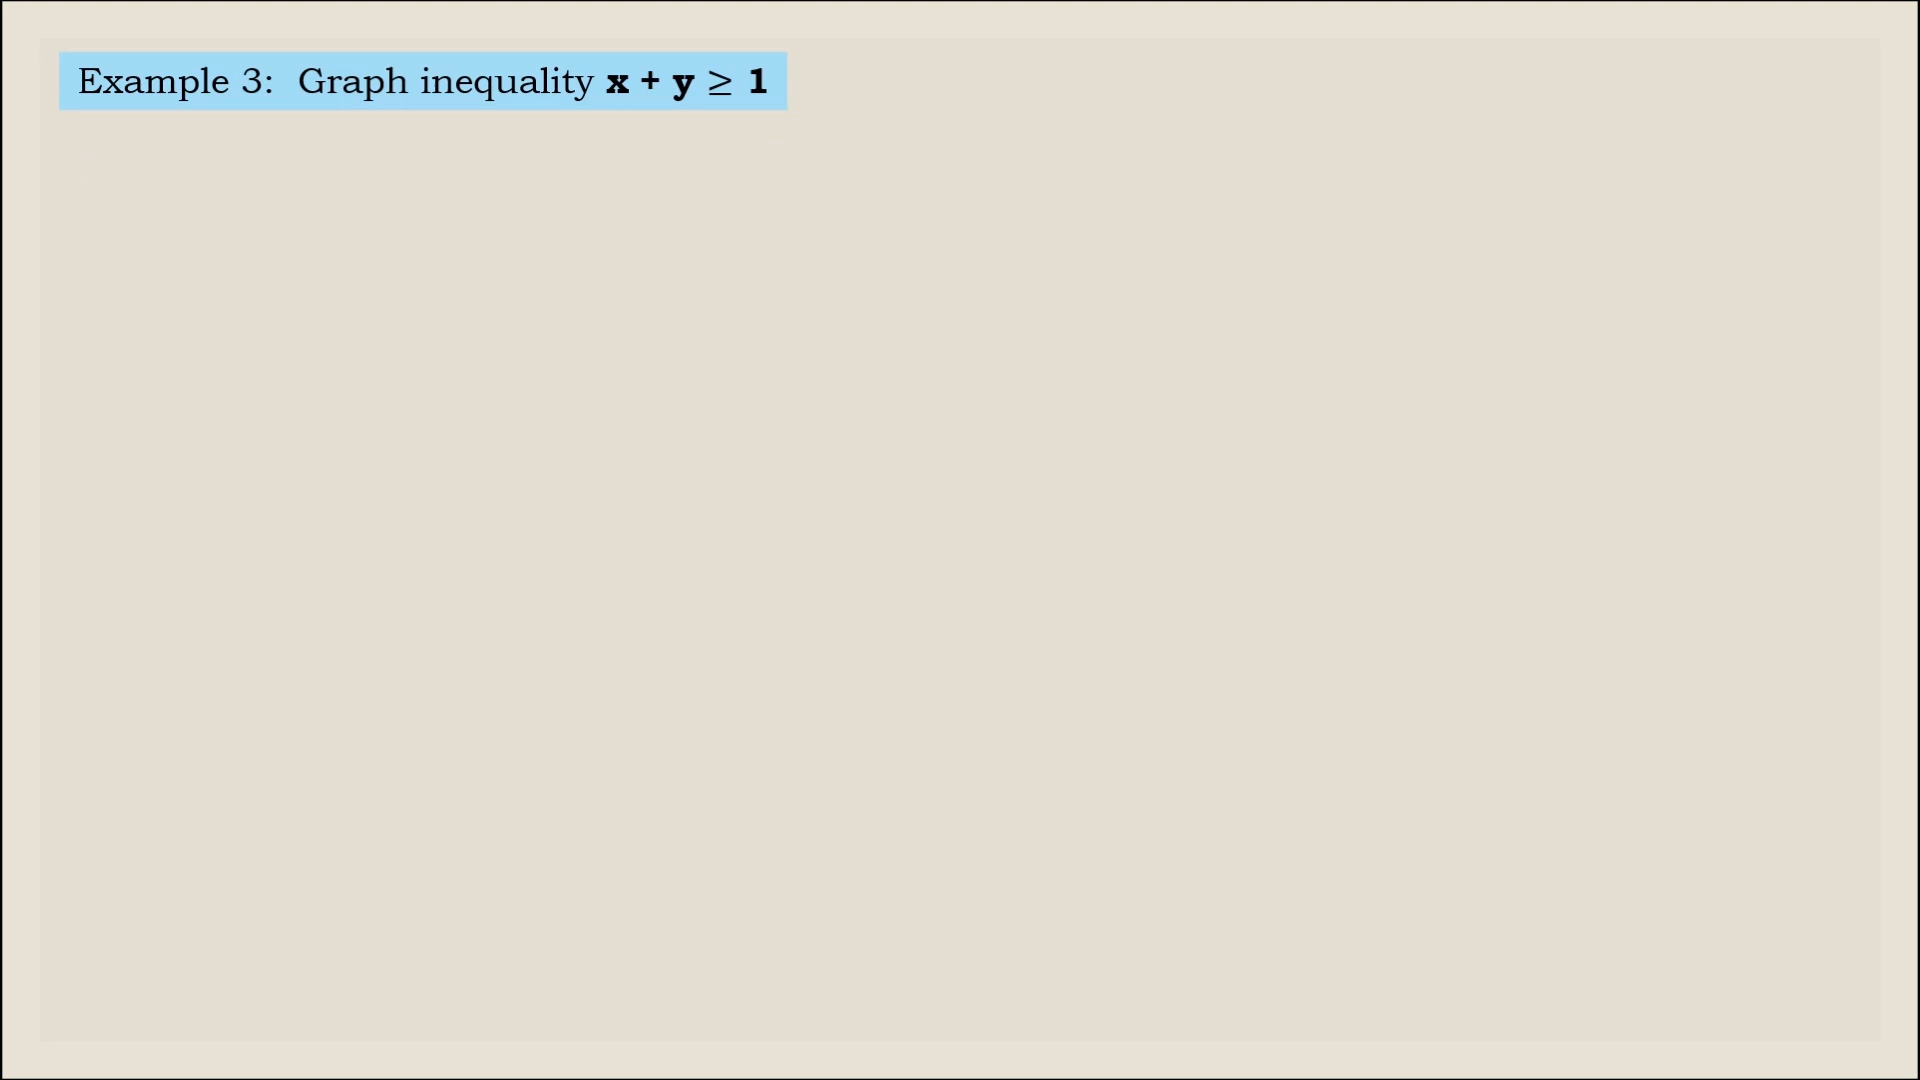 Example 3: Graph inequality x + y ≥ 1